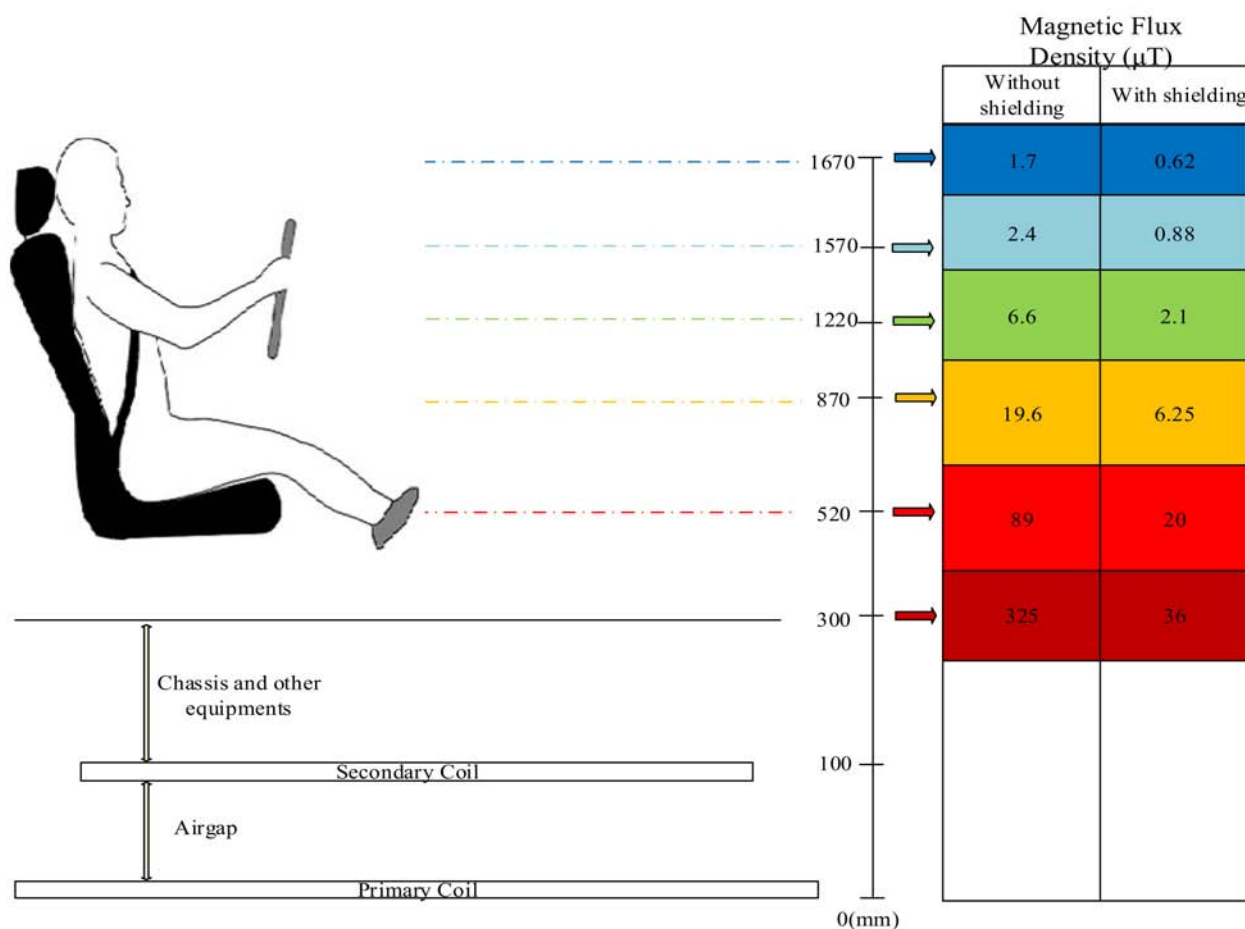 Magnetic Flux
Density (μT)
Without
shielding
With shielding
1670
1.7
0.62
1570
2.4
0.88
1220
6.6
2.1
870
19.6
6.25
520
89
20
300
325
36
Chassis and other
equipments
Secondary Coil
100
Airgap
Primary Coil
0(mm)